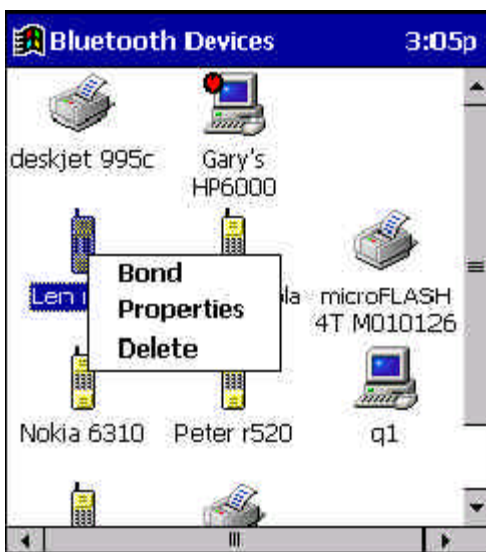 Bluetooth Devices 3:05p
deskjet 995c
Gary's
HP6000
Bond
Properties
Delete
microFLASH
4T M010126
Nokia 6310
Peter r520
q1